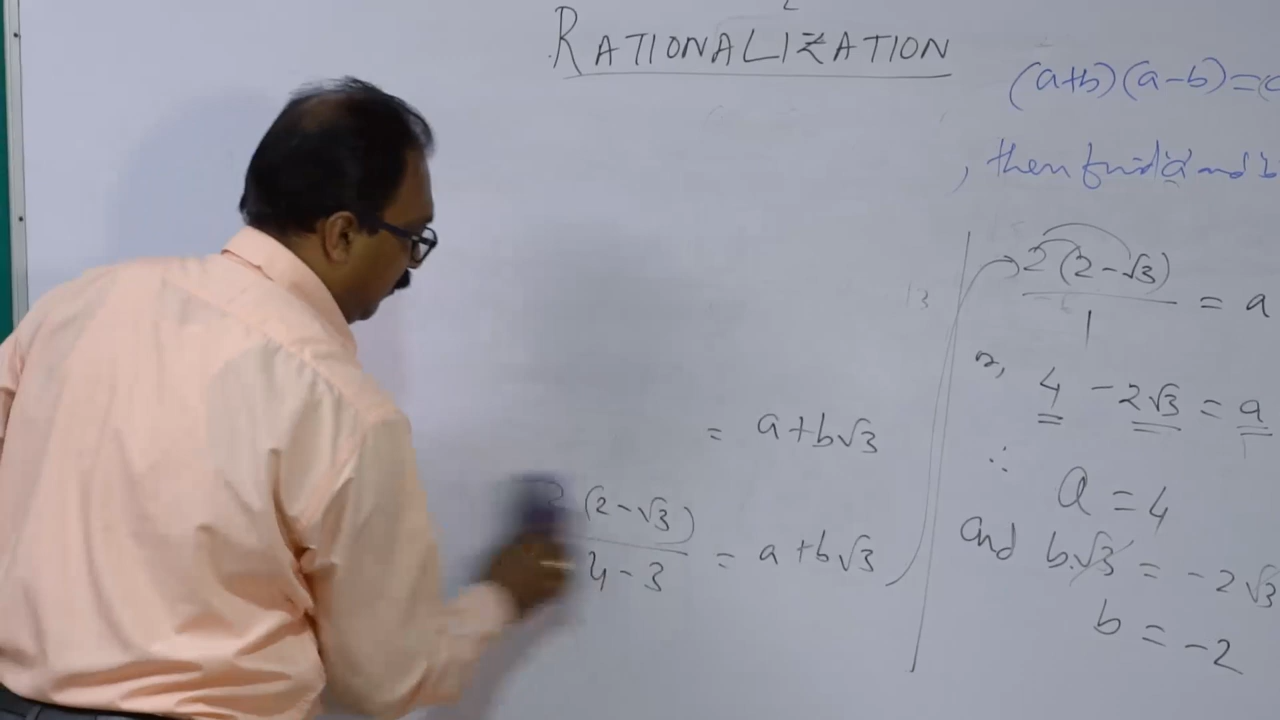 RATIONALIZATION
(a+b)(a-b)=(
, then find 'a' and b
= a+b√3
2 (2-√3)
4-3
= a+b√3
2(2-√3)
1
= a
or, 4 - 2√3 = a
∴ a = 4
and b√3 = -2√3
b = -2